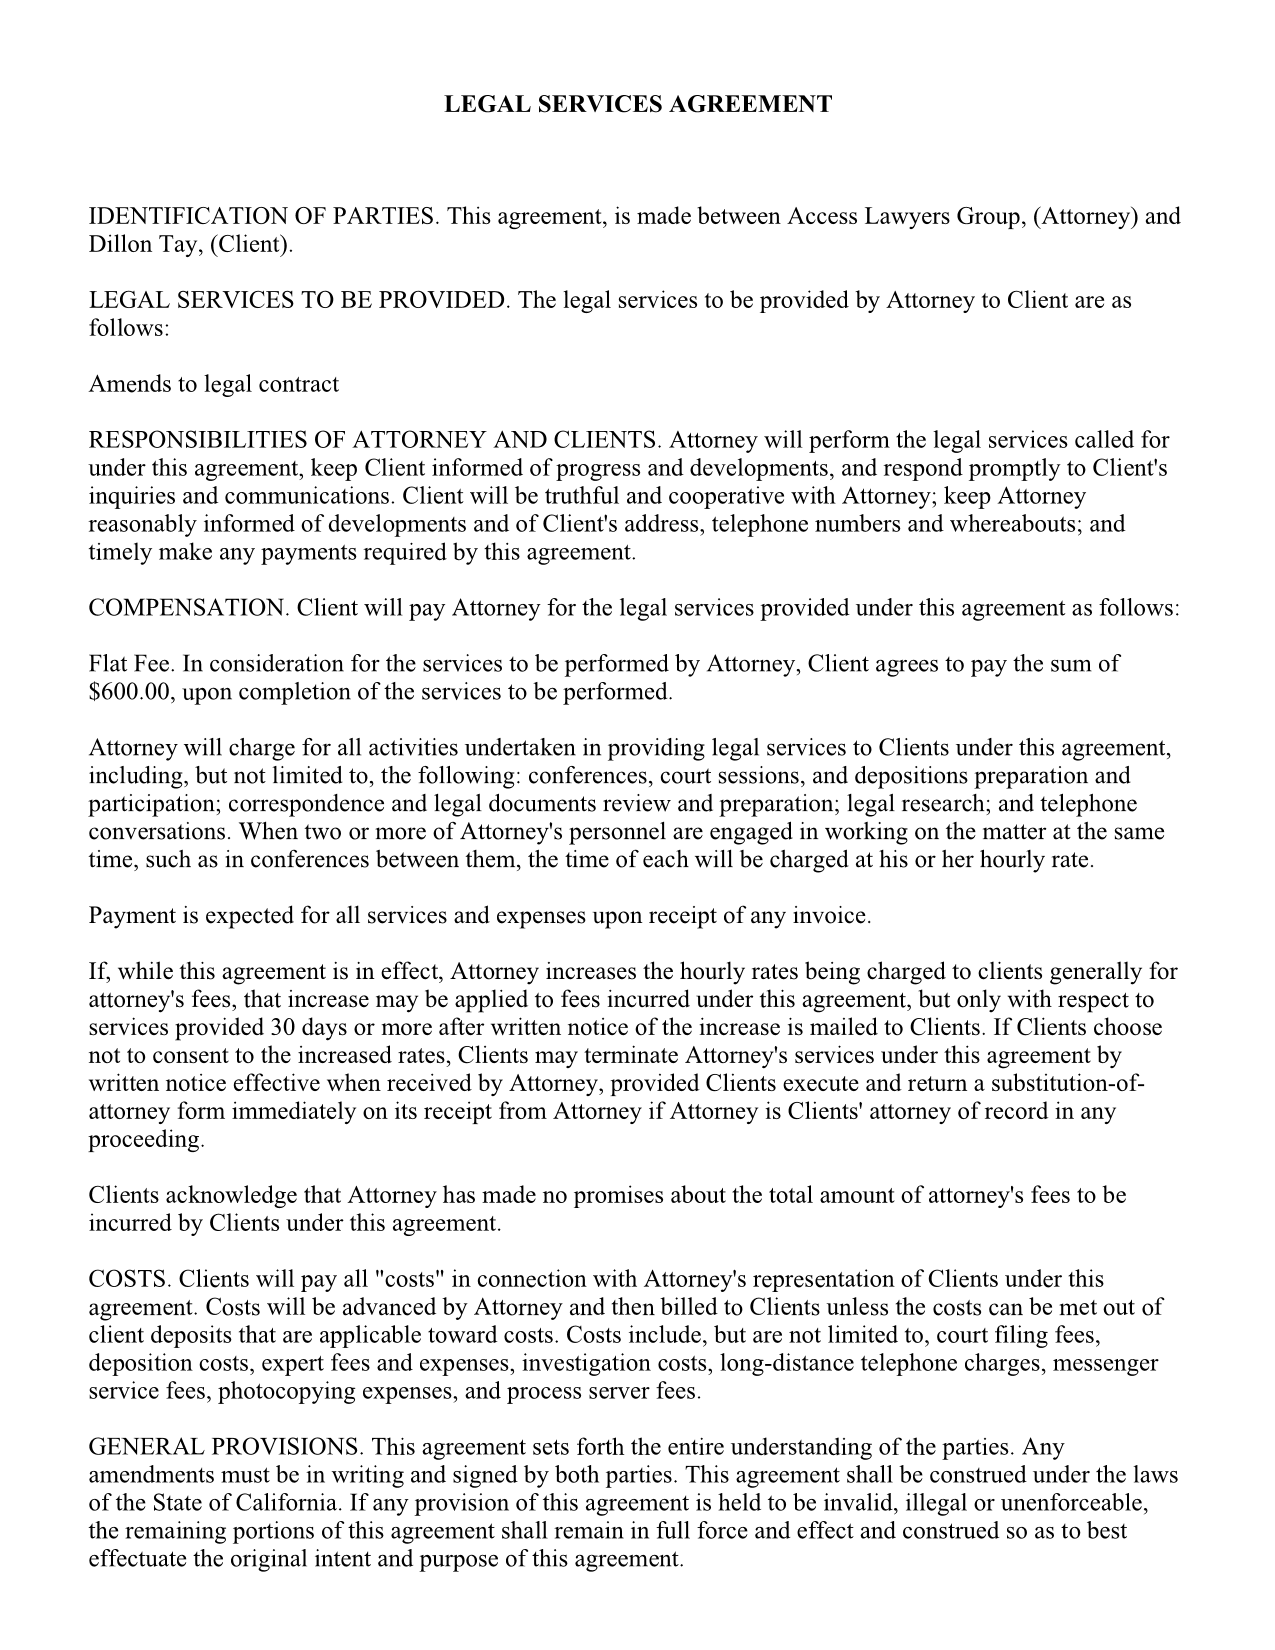 LEGAL SERVICES AGREEMENT
IDENTIFICATION OF PARTIES. This agreement, is made between Access Lawyers Group, (Attorney) and
Dillon Tay, (Client).
LEGAL SERVICES TO BE PROVIDED. The legal services to be provided by Attorney to Client are as
follows:
Amends to legal contract
RESPONSIBILITIES OF ATTORNEY AND CLIENTS. Attorney will perform the legal services called for
under this agreement, keep Client informed of progress and developments, and respond promptly to Client's
inquiries and communications. Client will be truthful and cooperative with Attorney; keep Attorney
reasonably informed of developments and of Client's address, telephone numbers and whereabouts; and
timely make any payments required by this agreement.
COMPENSATION. Client will pay Attorney for the legal services provided under this agreement as follows:
Flat Fee. In consideration for the services to be performed by Attorney, Client agrees to pay the sum of
$600.00, upon completion of the services to be performed.
Attorney will charge for all activities undertaken in providing legal services to Clients under this agreement,
including, but not limited to, the following: conferences, court sessions, and depositions preparation and
participation; correspondence and legal documents review and preparation; legal research; and telephone
conversations. When two or more of Attorney's personnel are engaged in working on the matter at the same
time, such as in conferences between them, the time of each will be charged at his or her hourly rate.
Payment is expected for all services and expenses upon receipt of any invoice.
If, while this agreement is in effect, Attorney increases the hourly rates being charged to clients generally for
attorney's fees, that increase may be applied to fees incurred under this agreement, but only with respect to
services provided 30 days or more after written notice of the increase is mailed to Clients. If Clients choose
not to consent to the increased rates, Clients may terminate Attorney's services under this agreement by
written notice effective when received by Attorney, provided Clients execute and return a substitution-of-
attorney form immediately on its receipt from Attorney if Attorney is Clients' attorney of record in any
proceeding.
Clients acknowledge that Attorney has made no promises about the total amount of attorney's fees to be
incurred by Clients under this agreement.
COSTS. Clients will pay all "costs" in connection with Attorney's representation of Clients under this
agreement. Costs will be advanced by Attorney and then billed to Clients unless the costs can be met out of
client deposits that are applicable toward costs. Costs include, but are not limited to, court filing fees,
deposition costs, expert fees and expenses, investigation costs, long-distance telephone charges, messenger
service fees, photocopying expenses, and process server fees.
GENERAL PROVISIONS. This agreement sets forth the entire understanding of the parties. Any
amendments must be in writing and signed by both parties. This agreement shall be construed under the laws
of the State of California. If any provision of this agreement is held to be invalid, illegal or unenforceable,
the remaining portions of this agreement shall remain in full force and effect and construed so as to best
effectuate the original intent and purpose of this agreement.